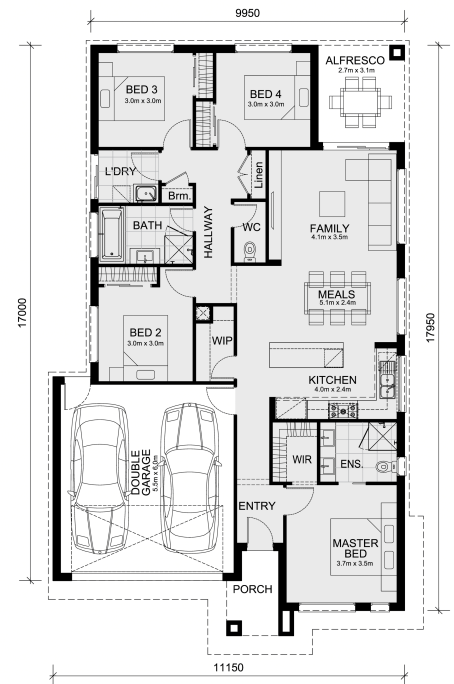 9950
ALFRESCO
2.7m x 3.1m
BED 3
3.0m x 3.0m
BED 4
3.0m x 3.0m
L'DRY
Brm.
Linen
BATH
HALLWAY
WC
FAMILY
4.1m x 3.5m
17000
17950
MEALS
5.1m x 2.4m
BED 2
3.0m x 3.0m
WIP
KITCHEN
4.0m x 2.4m
DOUBLE
GARAGE
5.5m x 6.0m
WIR
ENS.
ENTRY
MASTER
BED
3.7m x 3.5m
PORCH
11150